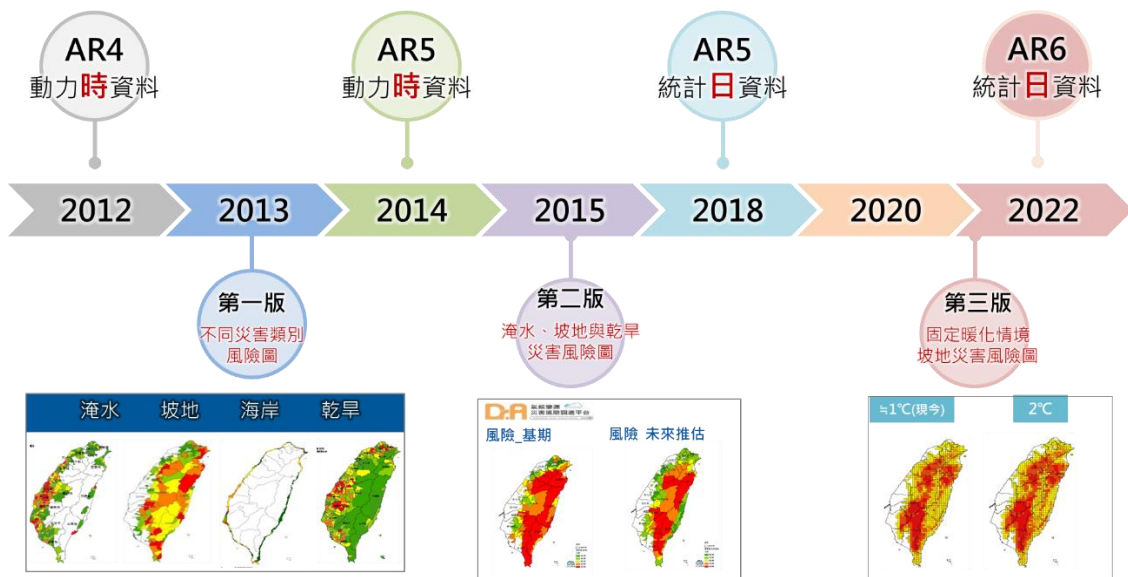 AR4
動力時資料
AR5
動力時資料
AR5
統計日資料
AR6
統計日資料
2012
2013
2014
2015
2018
2020
2022
第一版
不同災害類別
風險圖
第二版
淹水、坡地與乾旱
災害風險圖
第三版
固定暖化情境
坡地災害風險圖
淹水
坡地
海岸
乾旱
風險_基期
風險 未來推估
≒1℃(現今)
2℃